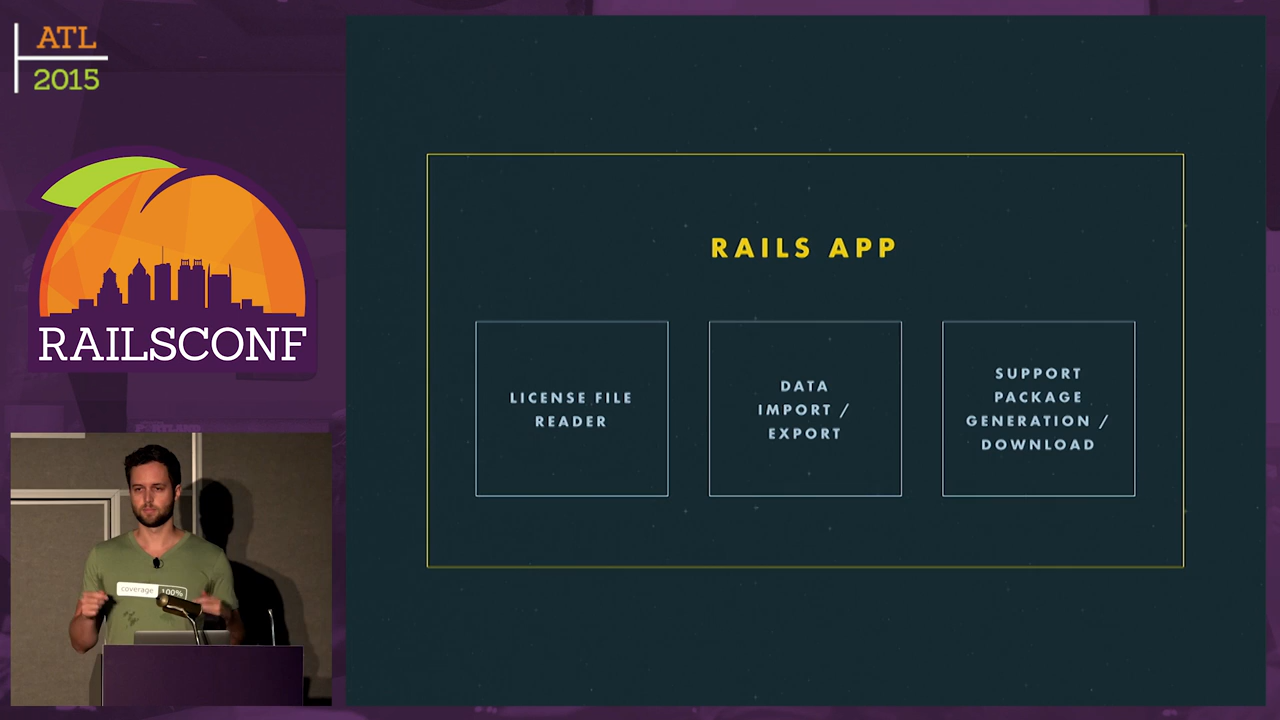 ATL
2015
RAILSCONF
coverage 100%
RAILS APP
LICENSE FILE
READER
DATA
IMPORT /
EXPORT
SUPPORT
PACKAGE
GENERATION /
DOWNLOAD